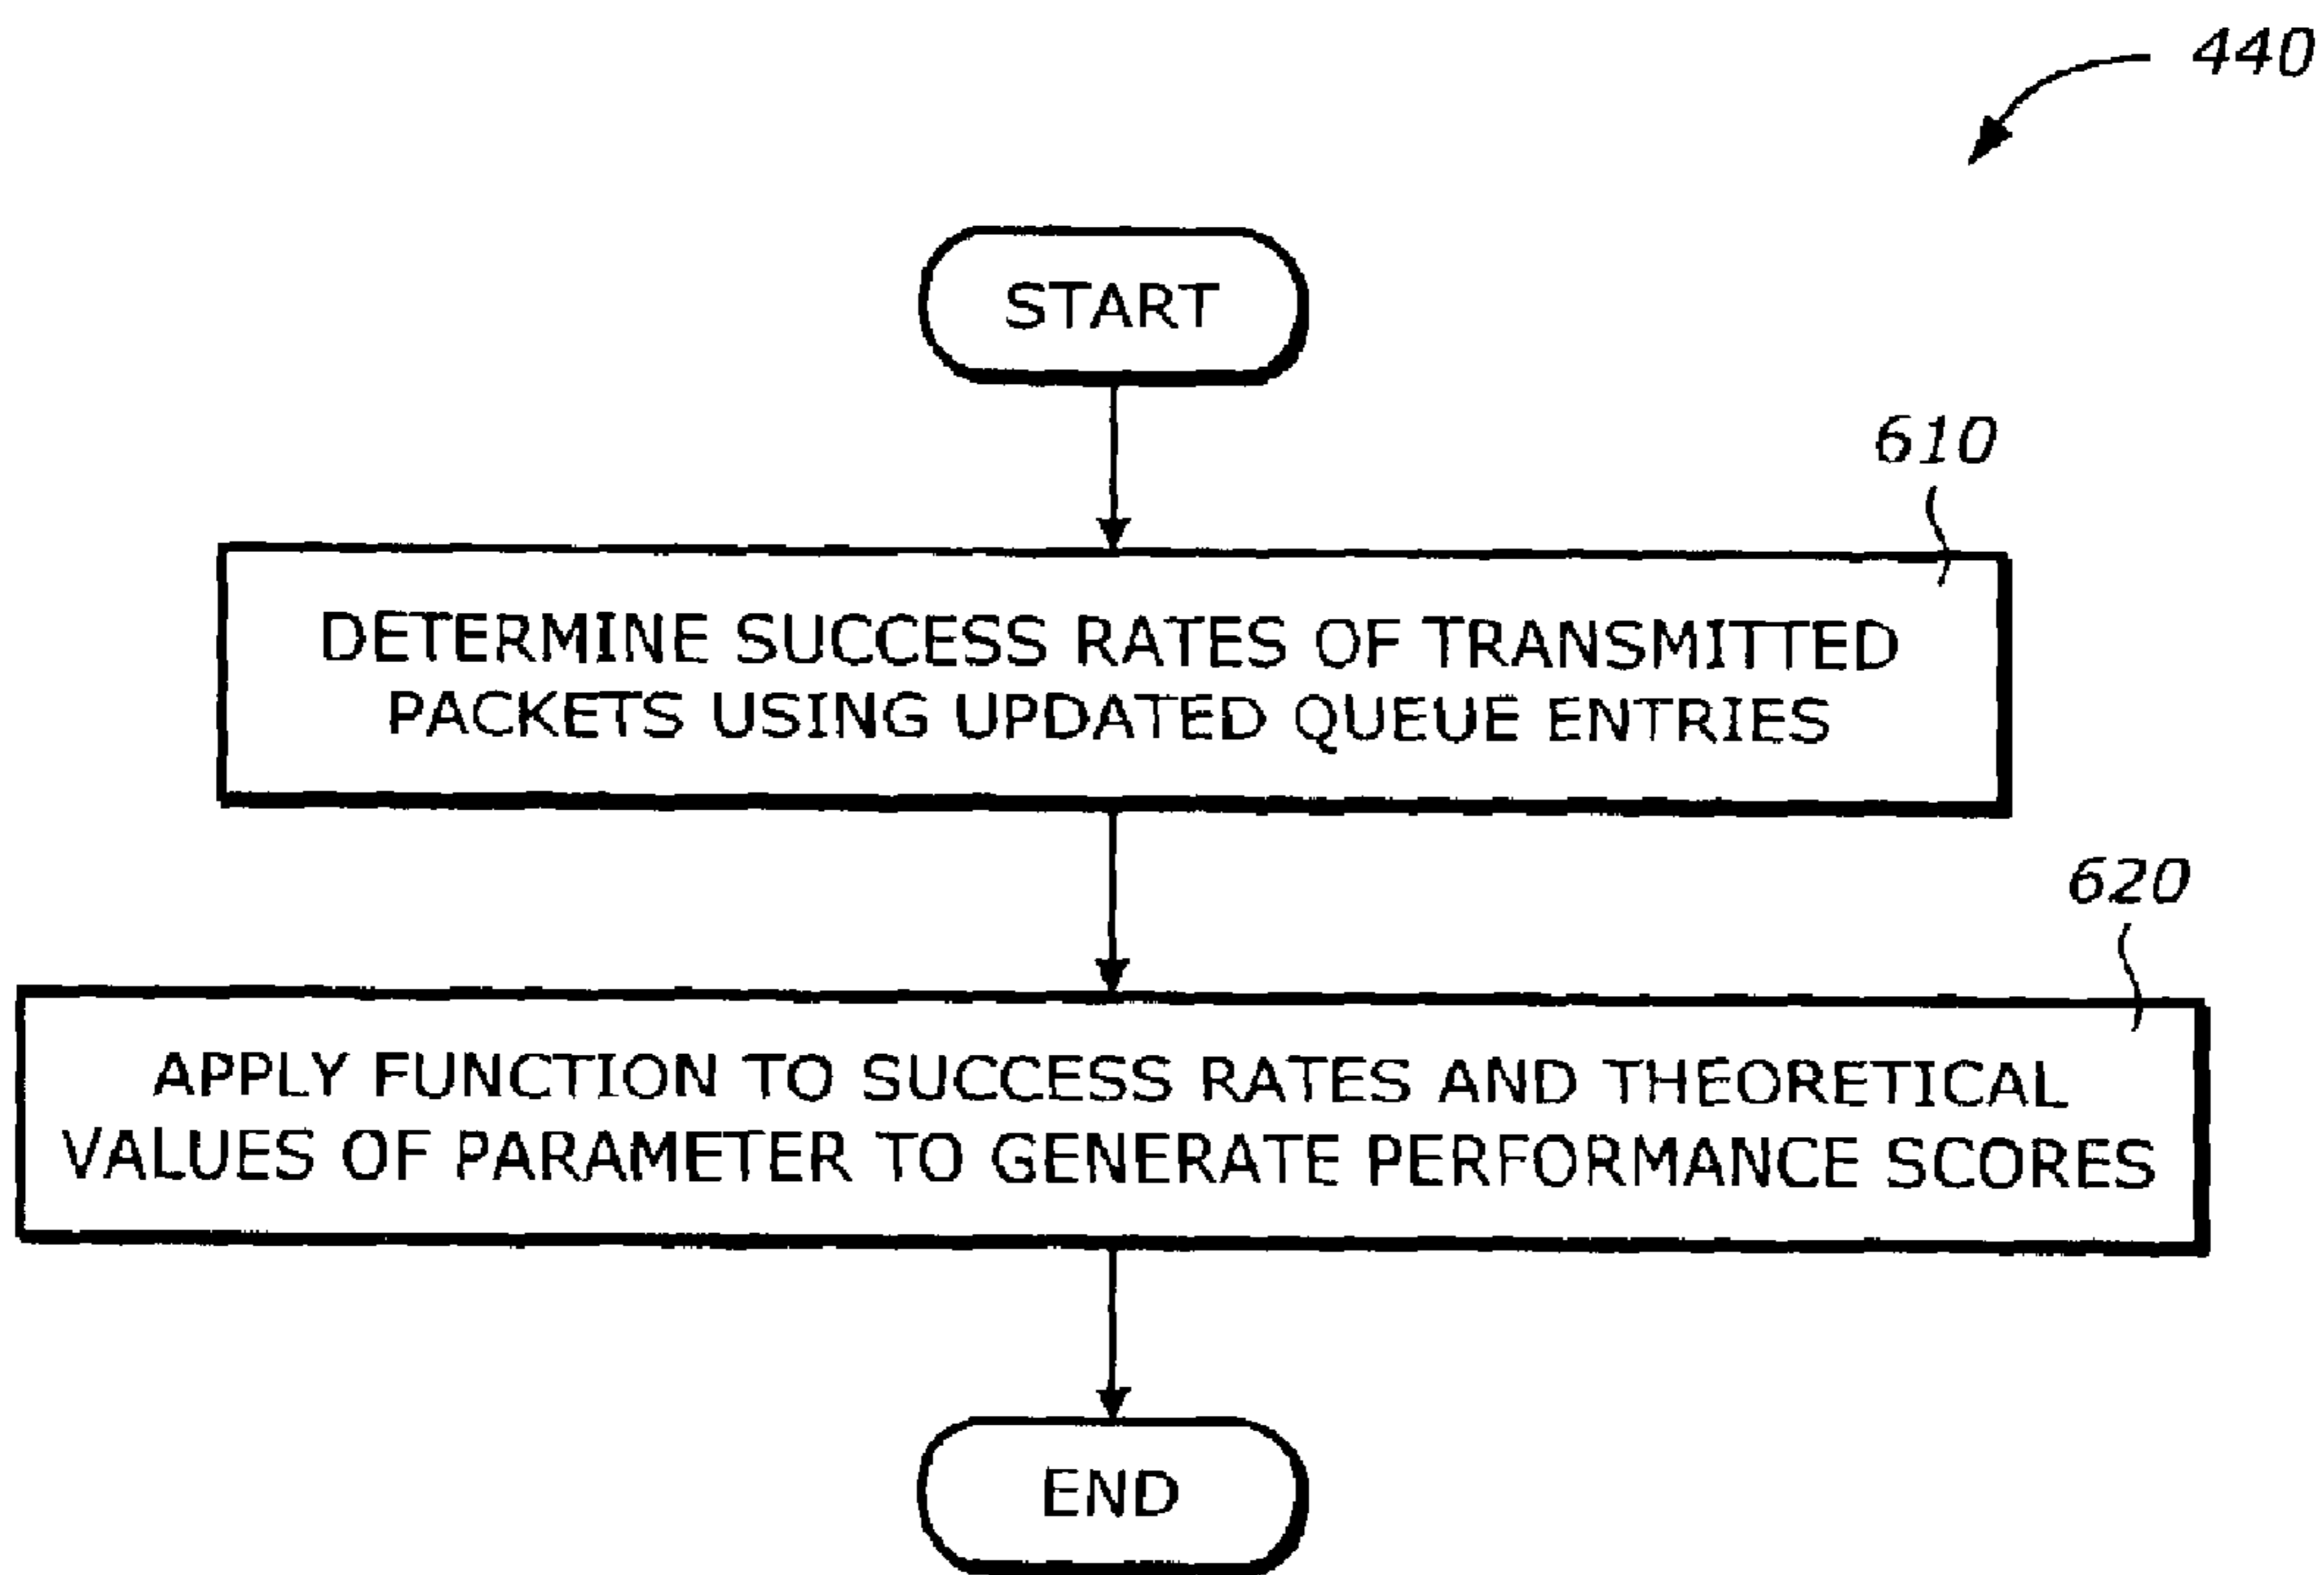 440
START
610
DETERMINE SUCCESS RATES OF TRANSMITTED
PACKETS USING UPDATED QUEUE ENTRIES
620
APPLY FUNCTION TO SUCCESS RATES AND THEORETICAL
VALUES OF PARAMETER TO GENERATE PERFORMANCE SCORES
END